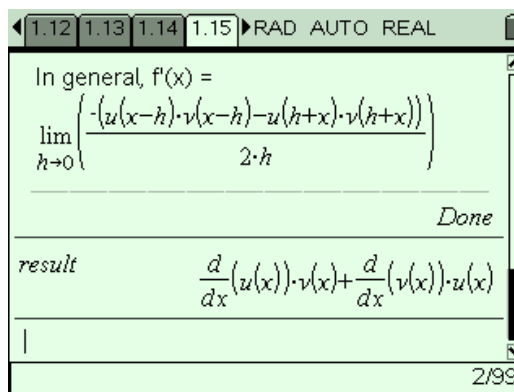 1.12 1.13 1.14 1.15 RAD AUTO REAL
In general, f'(x) =
lim h→0 ( -(u(x-h)·v(x-h)-u(h+x)·v(h+x)) / 2·h )
Done
result d/dx(u(x))·v(x)+d/dx(v(x))·u(x)
2/99